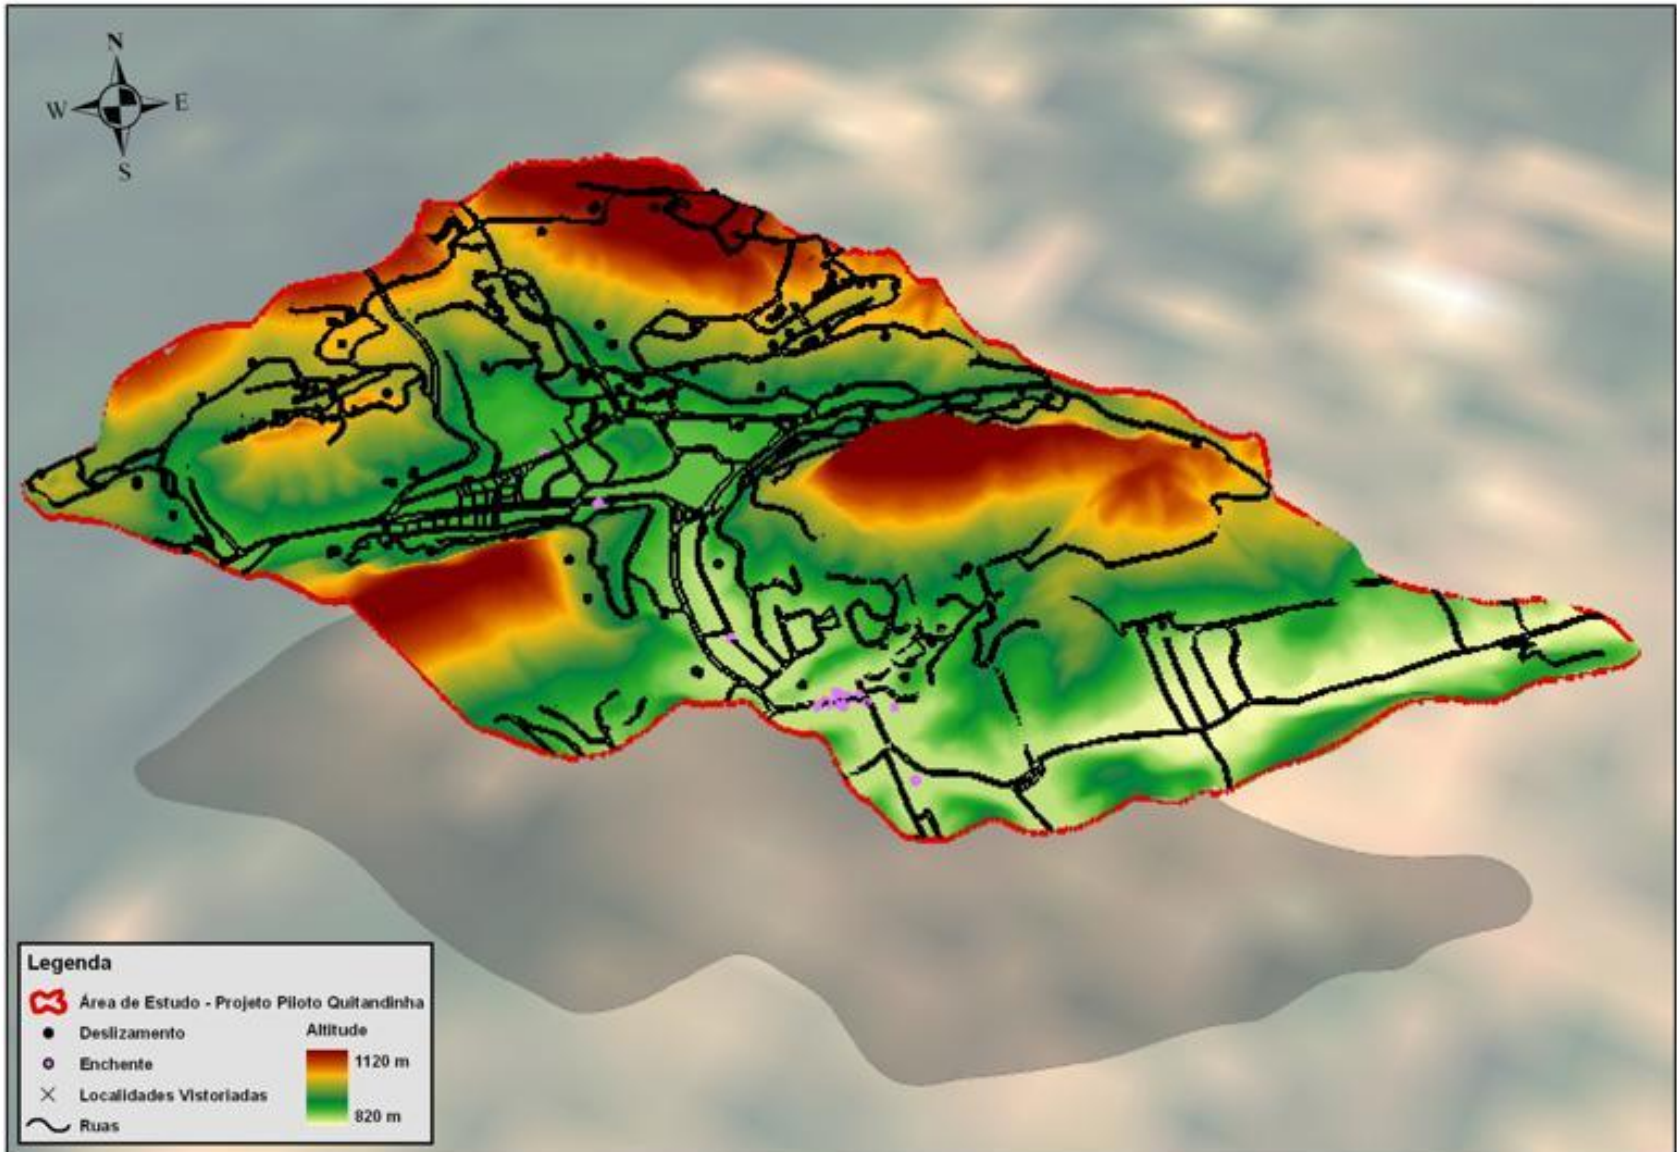 N
W E
S
Legenda
Área de Estudo - Projeto Piloto Quitandinha
Deslizamento
Altitude
Enchente
1120 m
Localidades Vistoriadas
820 m
Ruas